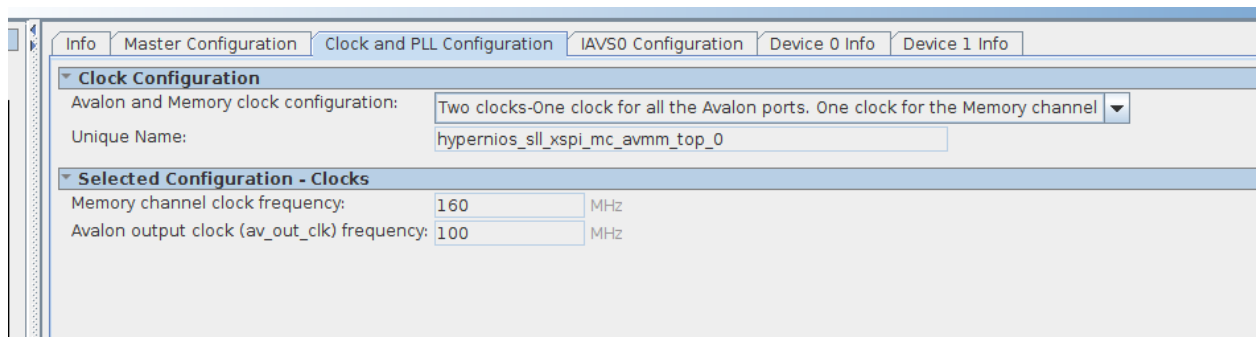 Info Master Configuration Clock and PLL Configuration IAVS0 Configuration Device 0 Info Device 1 Info
Clock Configuration
Avalon and Memory clock configuration: Two clocks-One clock for all the Avalon ports. One clock for the Memory channel
Unique Name: hypernios_sll_xspi_mc_avmm_top_0
Selected Configuration - Clocks
Memory channel clock frequency: 160 MHz
Avalon output clock (av_out_clk) frequency: 100 MHz